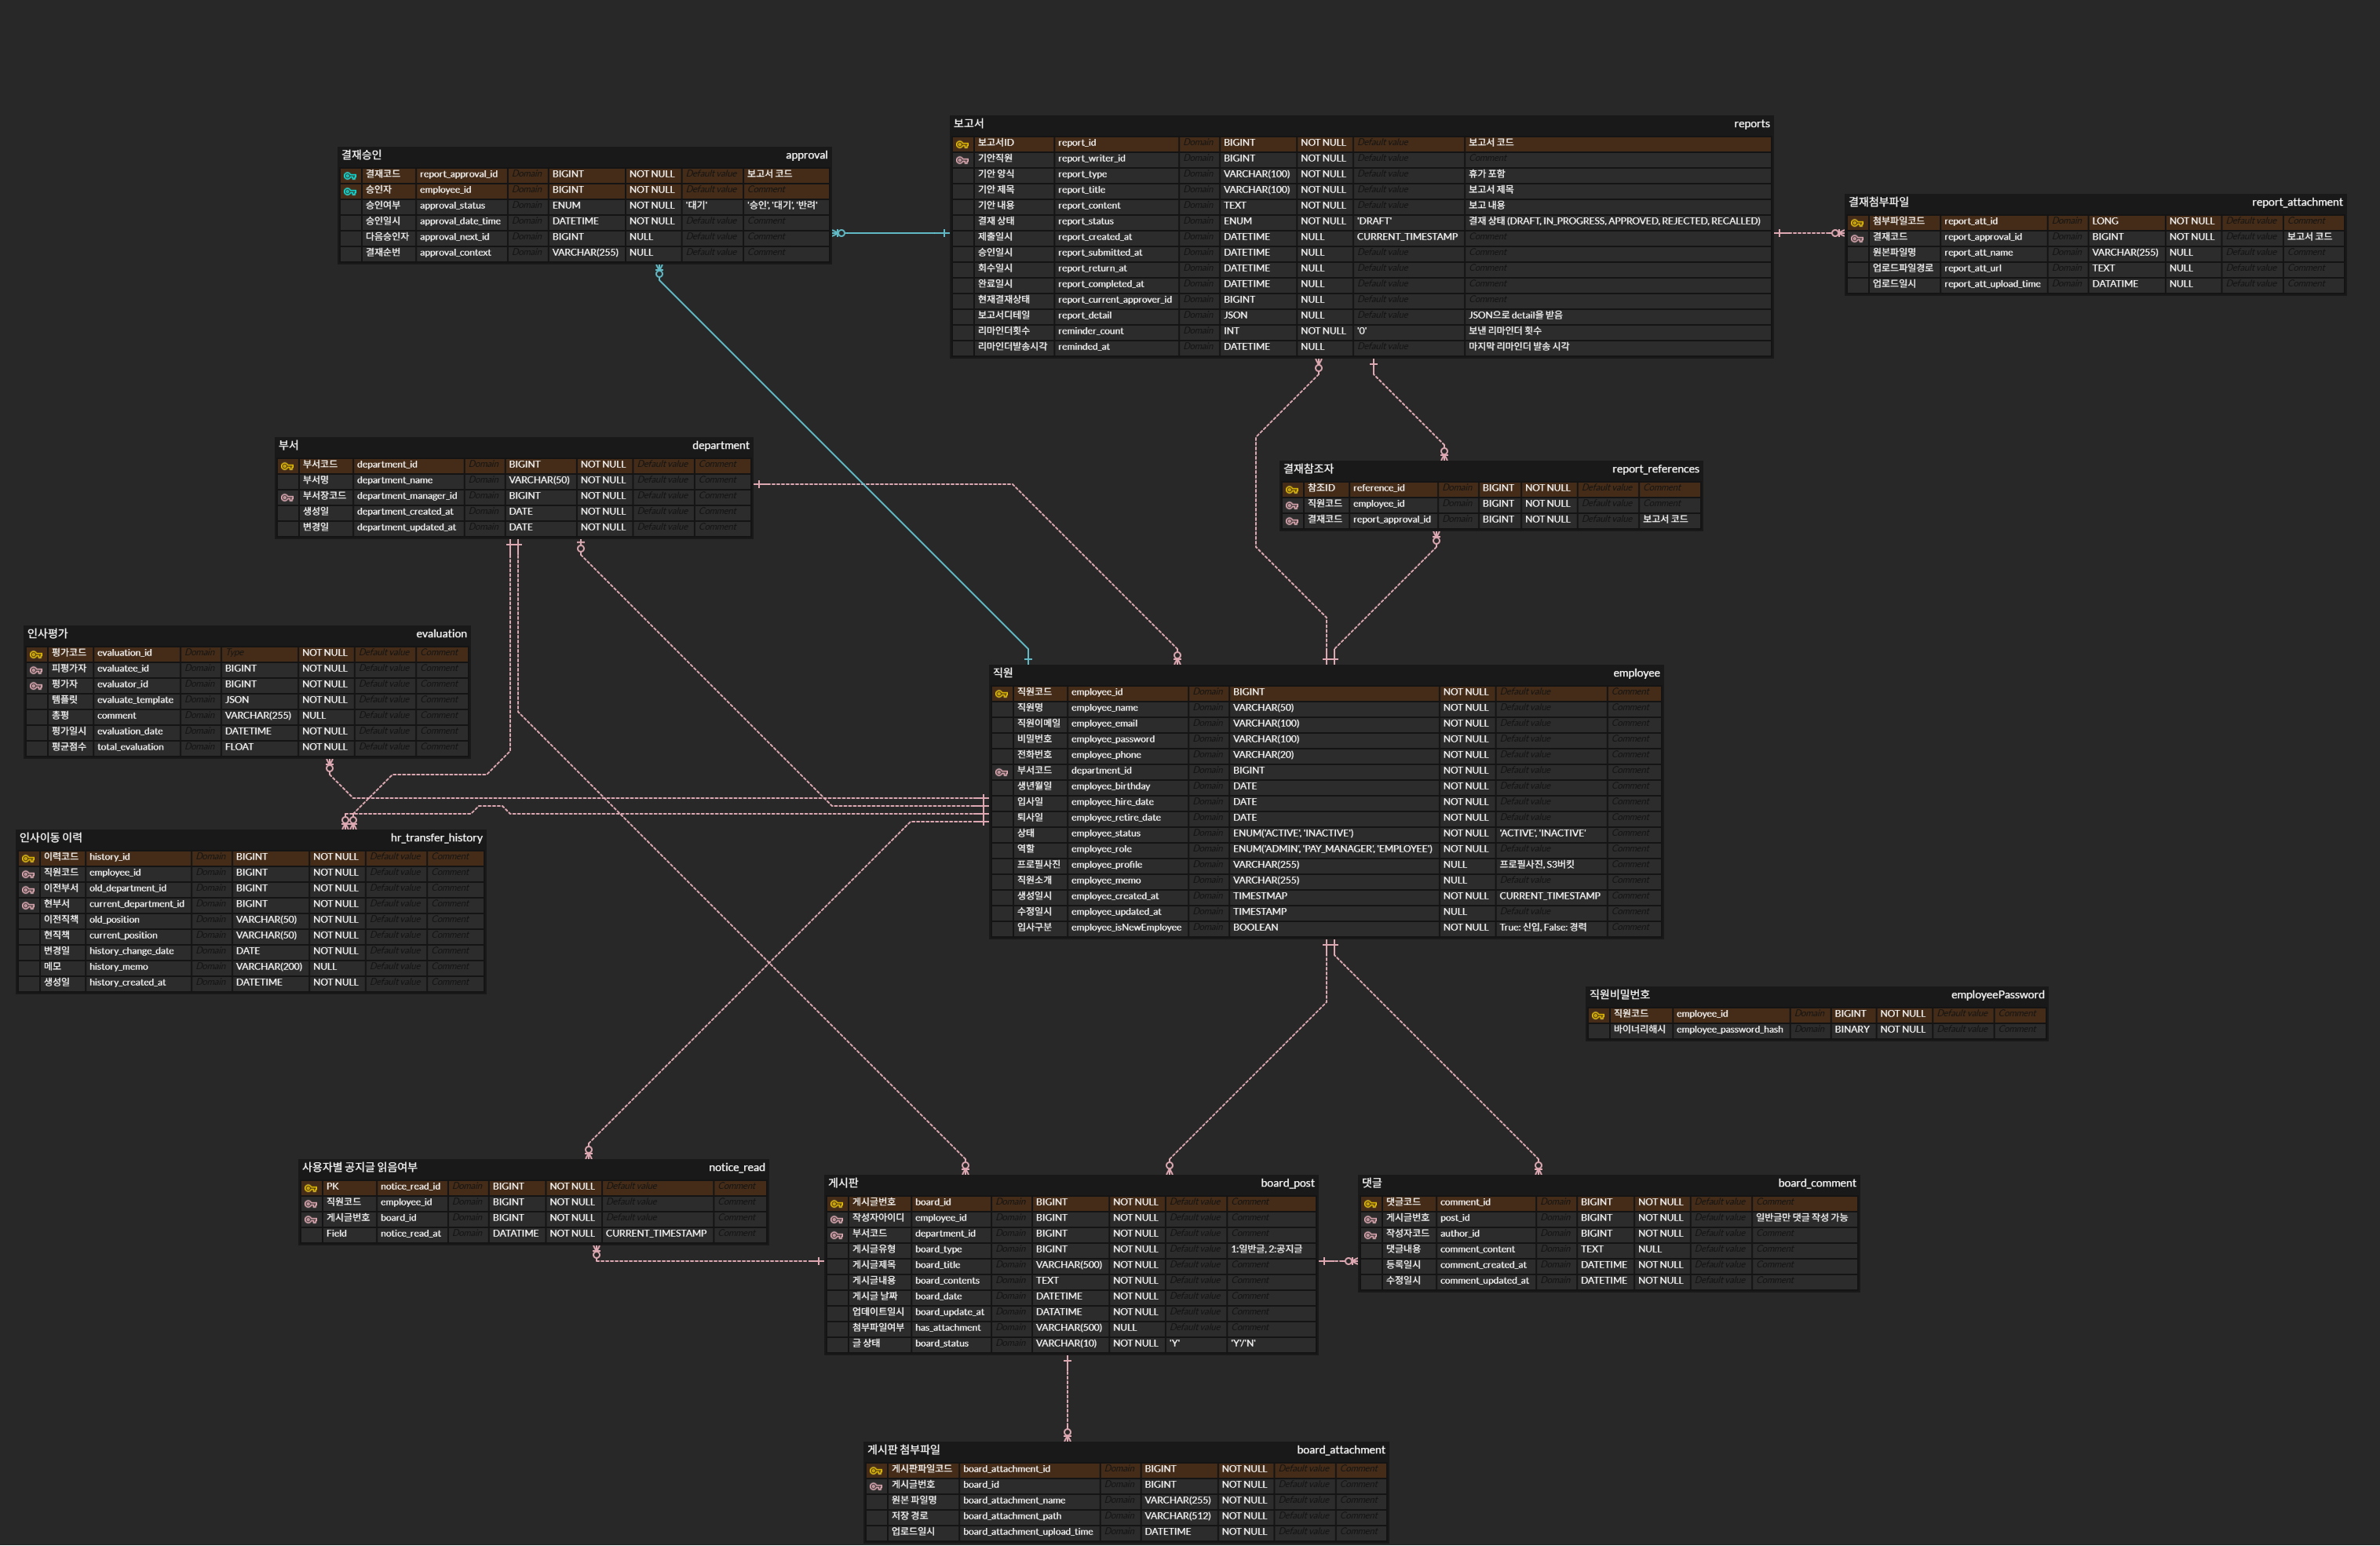 보고서 reports
보고서ID report_id Domain BIGINT NOT NULL Default value 보고서 코드
기안직원 report_writer_id Domain BIGINT NOT NULL Default value Comment
기안 양식 report_type Domain VARCHAR(100) NOT NULL Default value 휴가 포함
기안 제목 report_title Domain VARCHAR(100) NOT NULL Default value 보고서 제목
기안 내용 report_content Domain TEXT NOT NULL Default value 보고 내용
결재 상태 report_status Domain ENUM NOT NULL 'DRAFT' 결재 상태 (DRAFT, IN_PROGRESS, APPROVED, REJECTED, RECALLED)
제출일시 report_created_at Domain DATETIME NULL CURRENT_TIMESTAMP Comment
승인일시 report_submitted_at Domain DATETIME NULL Default value Comment
회수일시 report_return_at Domain DATETIME NULL Default value Comment
완료일시 report_completed_at Domain DATETIME NULL Default value Comment
현재결재상태 report_current_approver_id Domain BIGINT NULL Default value Comment
보고서디테일 report_detail Domain JSON NULL Default value JSON으로 detail을 받음
리마인더횟수 reminder_count Domain INT NOT NULL '0' 보낸 리마인더 횟수
리마인더발송시각 reminded_at Domain DATETIME NULL Default value 마지막 리마인더 발송 시각
결재승인 approval
결재코드 report_approval_id Domain BIGINT NOT NULL Default value 보고서 코드
승인자 employee_id Domain BIGINT NOT NULL Default value Comment
승인여부 approval_status Domain ENUM NOT NULL '대기' '승인', '대기', '반려'
승인일시 approval_date_time Domain DATETIME NOT NULL Default value Comment
다음승인자 approval_next_id Domain BIGINT NULL Default value Comment
결재순번 approval_context Domain VARCHAR(255) NULL Default value Comment
결재첨부파일 report_attachment
첨부파일코드 report_att_id Domain LONG NOT NULL Default value Comment
결재코드 report_approval_id Domain BIGINT NOT NULL Default value 보고서 코드
원본파일명 report_att_name Domain VARCHAR(255) NULL Default value Comment
업로드파일경로 report_att_url Domain TEXT NULL Default value Comment
업로드일시 report_att_upload_time Domain DATATIME NULL Default value Comment
부서 department
부서코드 department_id Domain BIGINT NOT NULL Default value Comment
부서명 department_name Domain VARCHAR(50) NOT NULL Default value Comment
부서장코드 department_manager_id Domain BIGINT NOT NULL Default value Comment
생성일 department_created_at Domain DATE NOT NULL Default value Comment
변경일 department_updated_at Domain DATE NOT NULL Default value Comment
결재참조자 report_references
참조ID reference_id Domain BIGINT NOT NULL Default value Comment
직원코드 employee_id Domain BIGINT NOT NULL Default value Comment
결재코드 report_approval_id Domain BIGINT NOT NULL Default value 보고서 코드
인사평가 evaluation
평가코드 evaluation_id Domain Type NOT NULL Default value Comment
피평가자 evaluatee_id Domain BIGINT NOT NULL Default value Comment
평가자 evaluator_id Domain BIGINT NOT NULL Default value Comment
템플릿 evaluate_template Domain JSON NOT NULL Default value Comment
총평 comment Domain VARCHAR(255) NULL Default value Comment
평가일시 evaluation_date Domain DATETIME NOT NULL Default value Comment
평균점수 total_evaluation Domain FLOAT NOT NULL Default value Comment
직원 employee
직원코드 employee_id Domain BIGINT NOT NULL Default value Comment
직원명 employee_name Domain VARCHAR(50) NOT NULL Default value Comment
직원이메일 employee_email Domain VARCHAR(100) NOT NULL Default value Comment
비밀번호 employee_password Domain VARCHAR(100) NOT NULL Default value Comment
전화번호 employee_phone Domain VARCHAR(20) NOT NULL Default value Comment
부서코드 department_id Domain BIGINT NOT NULL Default value Comment
생년월일 employee_birthday Domain DATE NOT NULL Default value Comment
입사일 employee_hire_date Domain DATE NOT NULL Default value Comment
퇴사일 employee_retire_date Domain DATE NOT NULL Default value Comment
상태 employee_status Domain ENUM('ACTIVE', 'INACTIVE') NOT NULL 'ACTIVE', 'INACTIVE' Comment
역할 employee_role Domain ENUM('ADMIN', 'PAY_MANAGER', 'EMPLOYEE') NOT NULL Default value Comment
프로필사진 employee_profile Domain VARCHAR(255) NULL 프로필사진, S3버킷 Comment
직원소개 employee_memo Domain VARCHAR(255) NULL Default value Comment
생성일시 employee_created_at Domain TIMESTMAP NOT NULL CURRENT_TIMESTAMP Comment
수정일시 employee_updated_at Domain TIMESTAMP NULL Default value Comment
입사구분 employee_isNewEmployee Domain BOOLEAN NOT NULL True: 신입, False: 경력 Comment
인사이동 이력 hr_transfer_history
이력코드 history_id Domain BIGINT NOT NULL Default value Comment
직원코드 employee_id Domain BIGINT NOT NULL Default value Comment
이전부서 old_department_id Domain BIGINT NOT NULL Default value Comment
현부서 current_department_id Domain BIGINT NOT NULL Default value Comment
이전직책 old_position Domain VARCHAR(50) NOT NULL Default value Comment
현직책 current_position Domain VARCHAR(50) NOT NULL Default value Comment
변경일 history_change_date Domain DATE NOT NULL Default value Comment
메모 history_memo Domain VARCHAR(200) NULL Default value Comment
생성일 history_created_at Domain DATETIME NOT NULL Default value Comment
직원비밀번호 employeePassword
직원코드 employee_id Domain BIGINT NOT NULL Default value Comment
바이너리해시 employee_password_hash Domain BINARY NOT NULL Default value Comment
사용자별 공지글 읽음여부 notice_read
PK notice_read_id Domain BIGINT NOT NULL Default value Comment
직원코드 employee_id Domain BIGINT NOT NULL Default value Comment
게시글번호 board_id Domain BIGINT NOT NULL Default value Comment
Field notice_read_at Domain DATATIME NOT NULL CURRENT_TIMESTAMP Comment
게시판 board_post
게시글번호 board_id Domain BIGINT NOT NULL Default value Comment
작성자아이디 employee_id Domain BIGINT NOT NULL Default value Comment
부서코드 department_id Domain BIGINT NOT NULL Default value Comment
게시글유형 board_type Domain BIGINT NOT NULL Default value 1:일반글, 2:공지글
게시글제목 board_title Domain VARCHAR(500) NOT NULL Default value Comment
게시글내용 board_contents Domain TEXT NOT NULL Default value Comment
게시글 날짜 board_date Domain DATETIME NOT NULL Default value Comment
업데이트일시 board_update_at Domain DATATIME NOT NULL Default value Comment
첨부파일여부 has_attachment Domain VARCHAR(500) NULL Default value Comment
글 상태 board_status Domain VARCHAR(10) NOT NULL 'Y' 'Y'/'N'
댓글 board_comment
댓글코드 comment_id Domain BIGINT NOT NULL Default value Comment
게시글번호 post_id Domain BIGINT NOT NULL Default value 일반글만 댓글 작성 가능
작성자코드 author_id Domain BIGINT NOT NULL Default value Comment
댓글내용 comment_content Domain TEXT NULL Default value Comment
등록일시 comment_created_at Domain DATETIME NOT NULL Default value Comment
수정일시 comment_updated_at Domain DATETIME NOT NULL Default value Comment
게시판 첨부파일 board_attachment
게시판파일코드 board_attachment_id Domain BIGINT NOT NULL Default value Comment
게시글번호 board_id Domain BIGINT NOT NULL Default value Comment
원본 파일명 board_attachment_name Domain VARCHAR(255) NOT NULL Default value Comment
저장 경로 board_attachment_path Domain VARCHAR(512) NOT NULL Default value Comment
업로드일시 board_attachment_upload_time Domain DATETIME NOT NULL Default value Comment